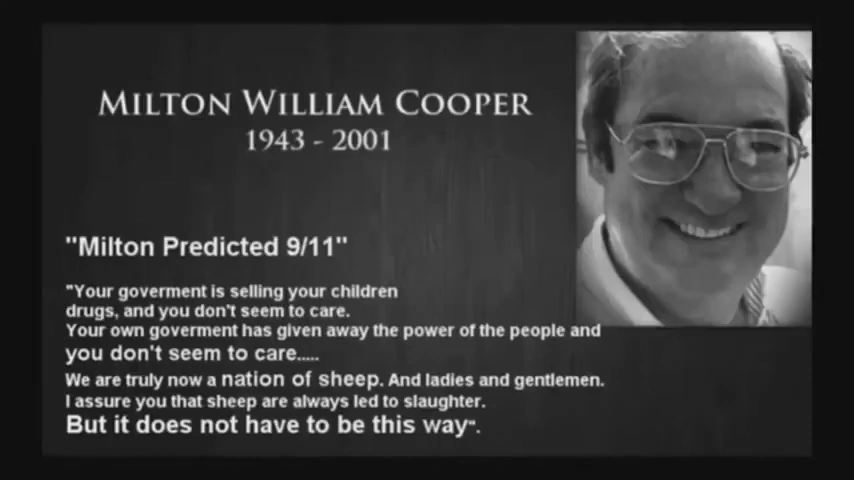 MILTON WILLIAM COOPER
1943 - 2001
"Milton Predicted 9/11"
"Your goverment is selling your children
drugs, and you don't seem to care.
Your own goverment has given away the power of the people and
you don't seem to care.....
We are truly now a nation of sheep. And ladies and gentlemen.
I assure you that sheep are always led to slaughter.
But it does not have to be this way".